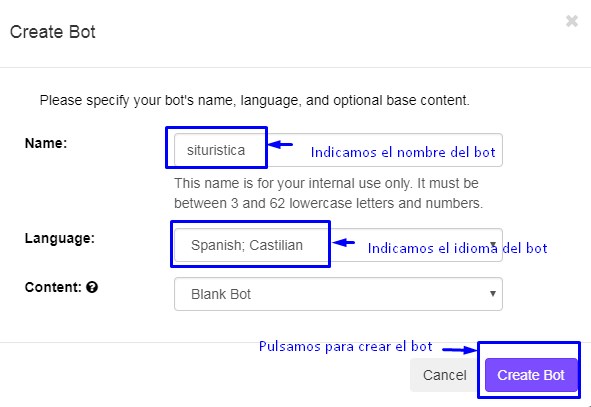 Create Bot
×
Please specify your bot's name, language, and optional base content.
Name:
situristica
Indicamos el nombre del bot
This name is for your internal use only. It must be
between 3 and 62 lowercase letters and numbers.
Language:
Spanish; Castilian
Indicamos el idioma del bot
Content: ?
Blank Bot
Pulsamos para crear el bot
Cancel
Create Bot